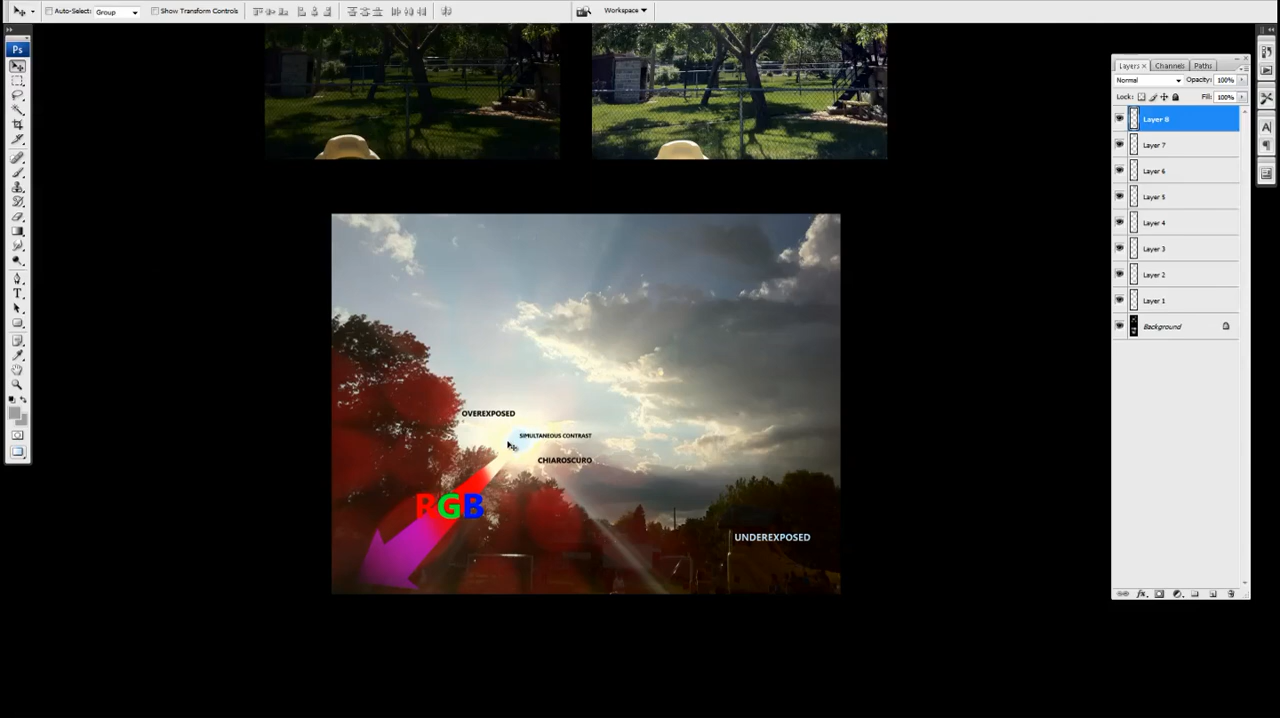 Auto-Select: Group Show Transform Controls Workspace
Ps
Layers Channels Paths
Normal Opacity: 100%
Lock: Fill: 100%
Layer 8
Layer 7
Layer 6
Layer 5
Layer 4
Layer 3
Layer 2
Layer 1
Background
T
A
OVEREXPOSED
SIMULTANEOUS CONTRAST
CHIAROSCURO
RGB
UNDEREXPOSED
fx